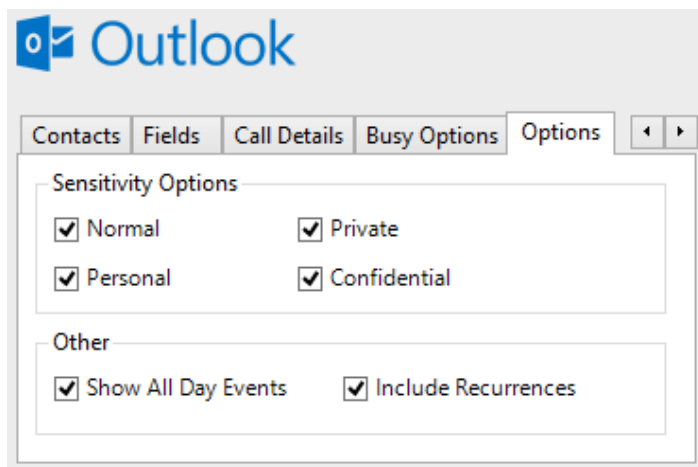 Outlook
Contacts Fields Call Details Busy Options Options
Sensitivity Options
Normal Private
Personal Confidential
Other
Show All Day Events Include Recurrences